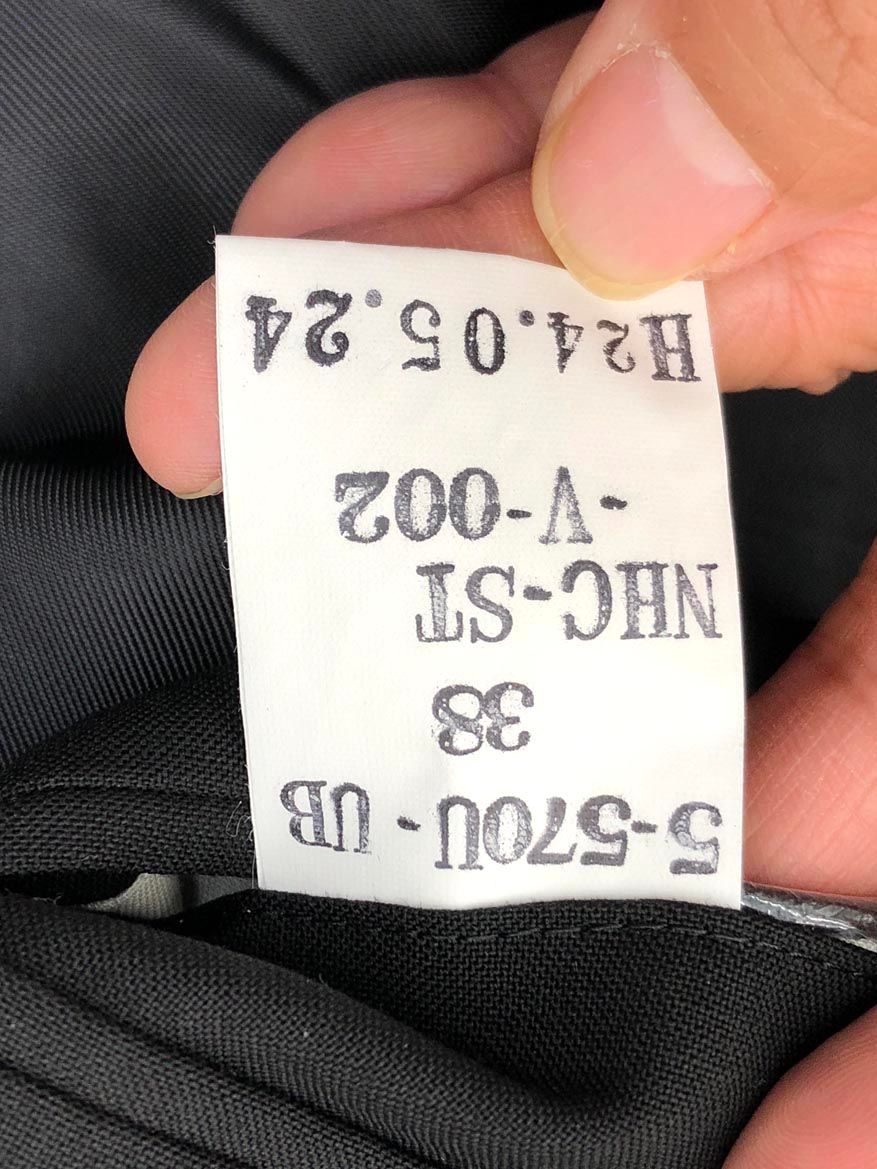 5-570U-UB
38
NHC-ST
-V-002
H24.05.24